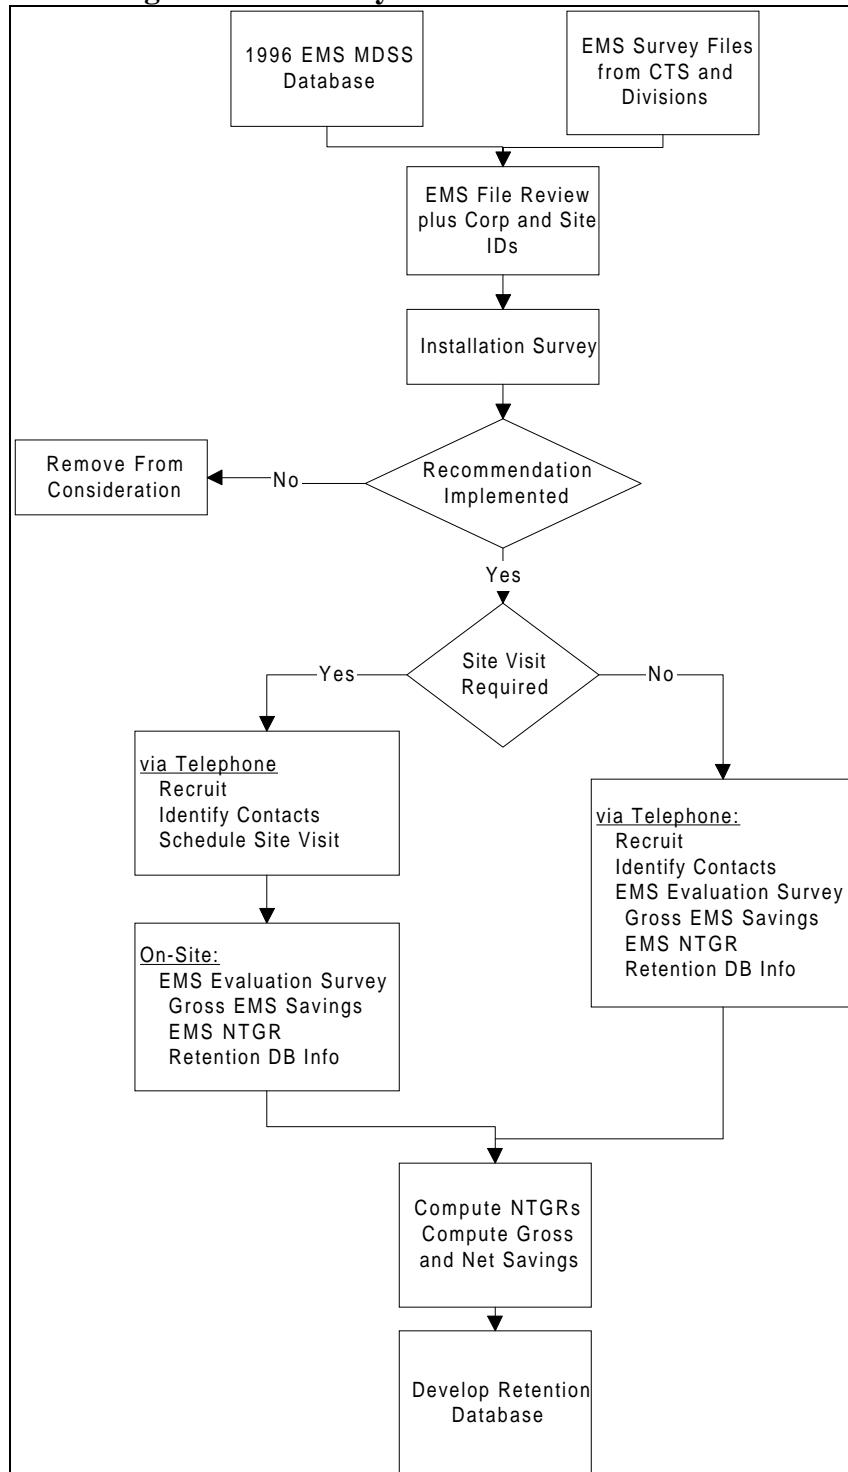 1996 EMS MDSS
Database
EMS Survey Files
from CTS and
Divisions
EMS File Review
plus Corp and Site
IDs
Installation Survey
Recommendation
Implemented
No
Remove From
Consideration
Yes
Site Visit
Required
Yes
No
via Telephone
Recruit
Identify Contacts
Schedule Site Visit
via Telephone:
Recruit
Identify Contacts
EMS Evaluation Survey
Gross EMS Savings
EMS NTGR
Retention DB Info
On-Site:
EMS Evaluation Survey
Gross EMS Savings
EMS NTGR
Retention DB Info
Compute NTGRs
Compute Gross
and Net Savings
Develop Retention
Database